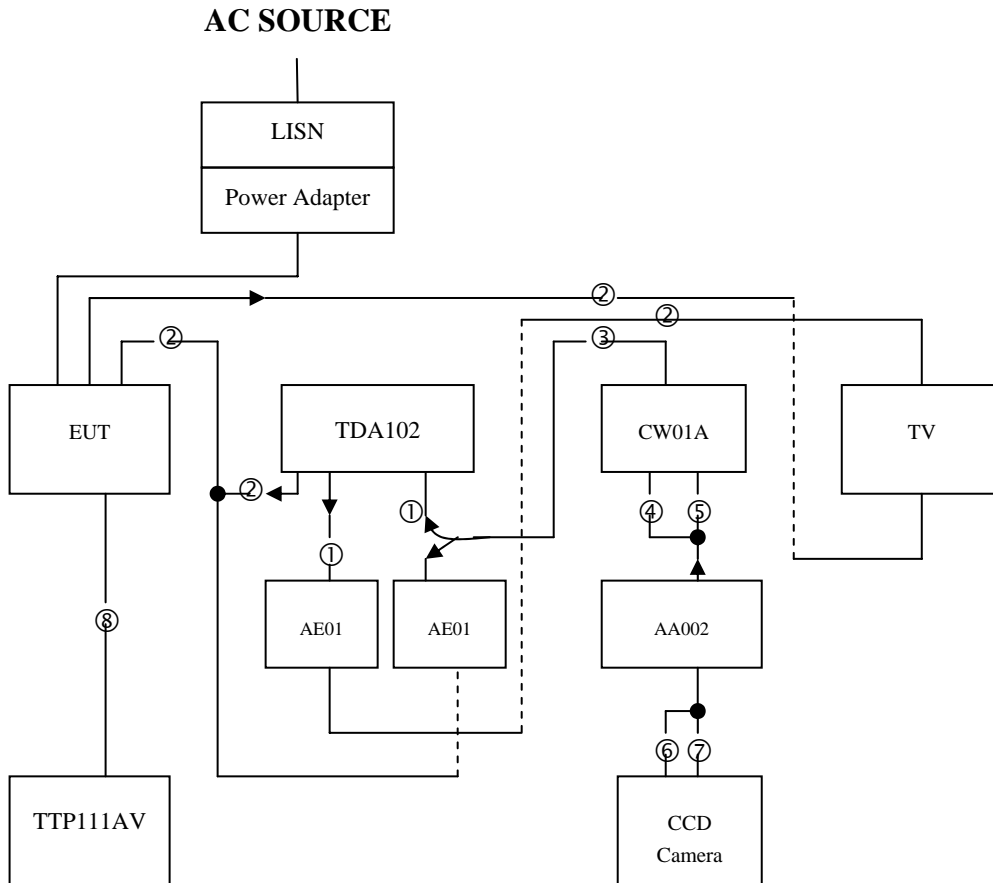 AC SOURCE
LISN
Power Adapter
②
②
②
③
EUT
TDA102
CW01A
TV
②
①
④
⑤
①
AE01
AE01
AA002
⑧
⑥
⑦
TTP111AV
CCD
Camera